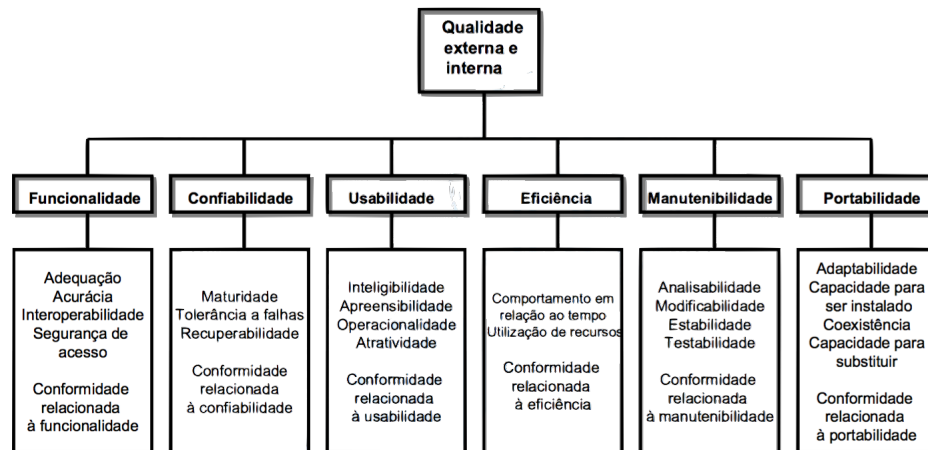 Qualidade
externa e
interna
Funcionalidade
Confiabilidade
Usabilidade
Eficiência
Manutenibilidade
Portabilidade
Adequação
Acurácia
Interoperabilidade
Segurança de
acesso
Conformidade
relacionada
à funcionalidade
Maturidade
Tolerância a falhas
Recuperabilidade
Conformidade
relacionada
à confiabilidade
Inteligibilidade
Apreensibilidade
Operacionalidade
Atratividade
Conformidade
relacionada
à usabilidade
Comportamento em
relação ao tempo
Utilização de recursos
Conformidade
relacionada
à eficiência
Analisabilidade
Modificabilidade
Estabilidade
Testabilidade
Conformidade
relacionada
à manutenibilidade
Adaptabilidade
Capacidade para
ser instalado
Coexistência
Capacidade para
substituir
Conformidade
relacionada
à portabilidade